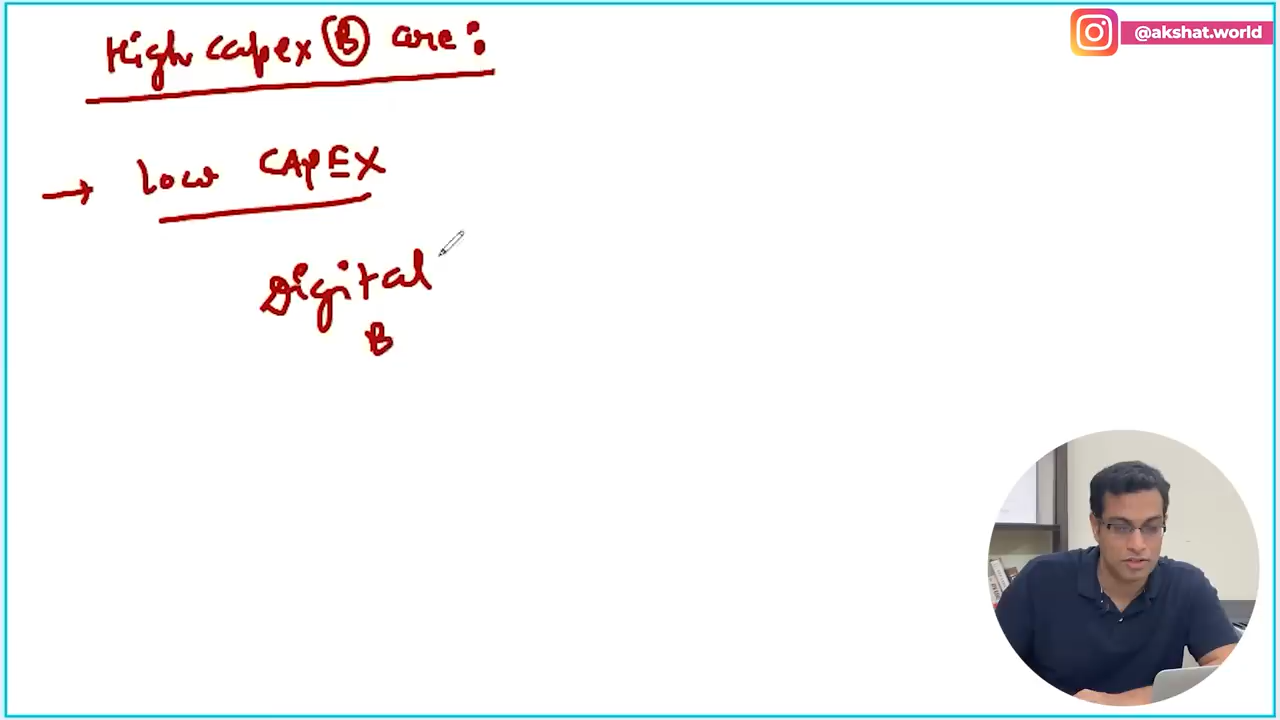 High Capex B are:
@akshat.world
→ Low CAPEX
Digital
B